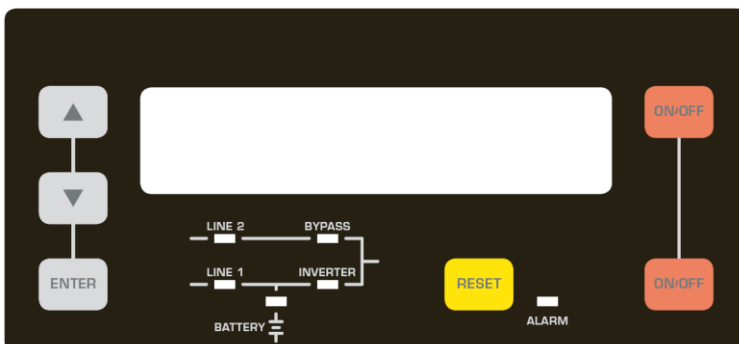 ON/OFF
LINE 2 BYPASS
LINE 1 INVERTER
ENTER RESET ON/OFF
BATTERY ALARM